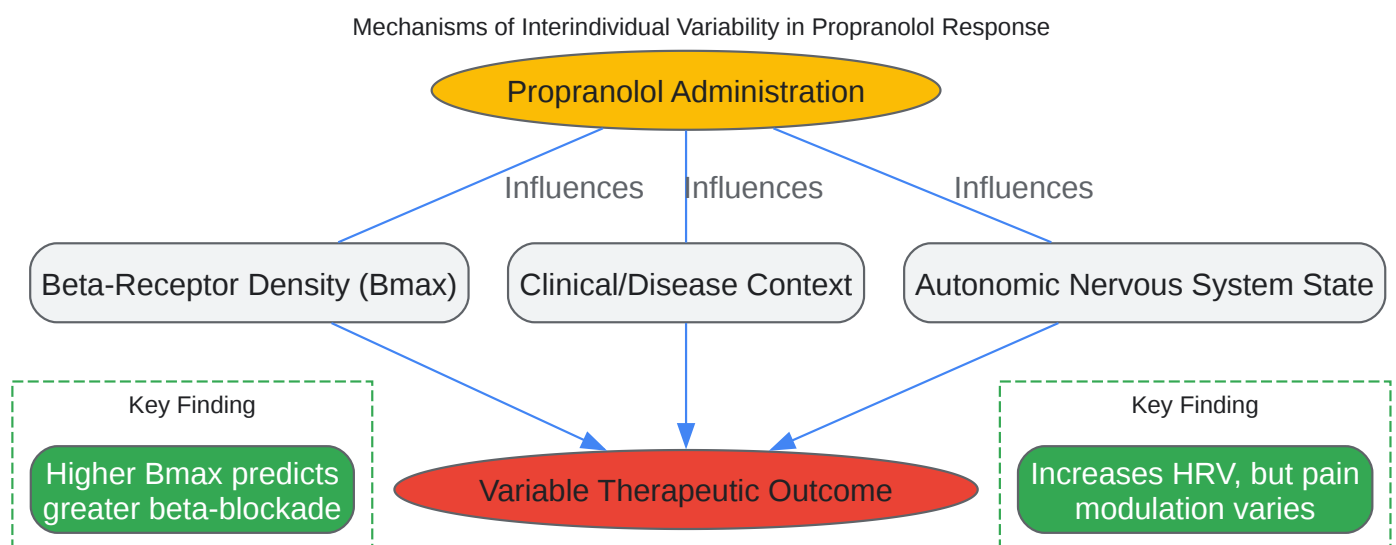 Mechanisms of Interindividual Variability in Propranolol Response
Propranolol Administration
Influences
Influences
Influences
Beta-Receptor Density (Bmax)
Clinical/Disease Context
Autonomic Nervous System State
Key Finding
Higher Bmax predicts
greater beta-blockade
Variable Therapeutic Outcome
Key Finding
Increases HRV, but pain
modulation varies